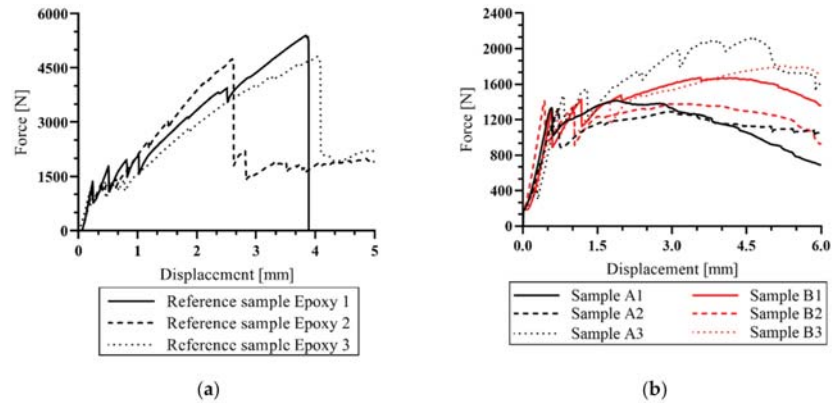 6000
4500
3000
1500
0
Force [N]
0 1 2 3 4 5
Displacement [mm]
Reference sample Epoxy 1
Reference sample Epoxy 2
Reference sample Epoxy 3
(a)
2400
2000
1600
1200
800
400
0
Force [N]
0.0 1.5 3.0 4.5 6.0
Displacement [mm]
Sample A1 Sample B1
Sample A2 Sample B2
Sample A3 Sample B3
(b)